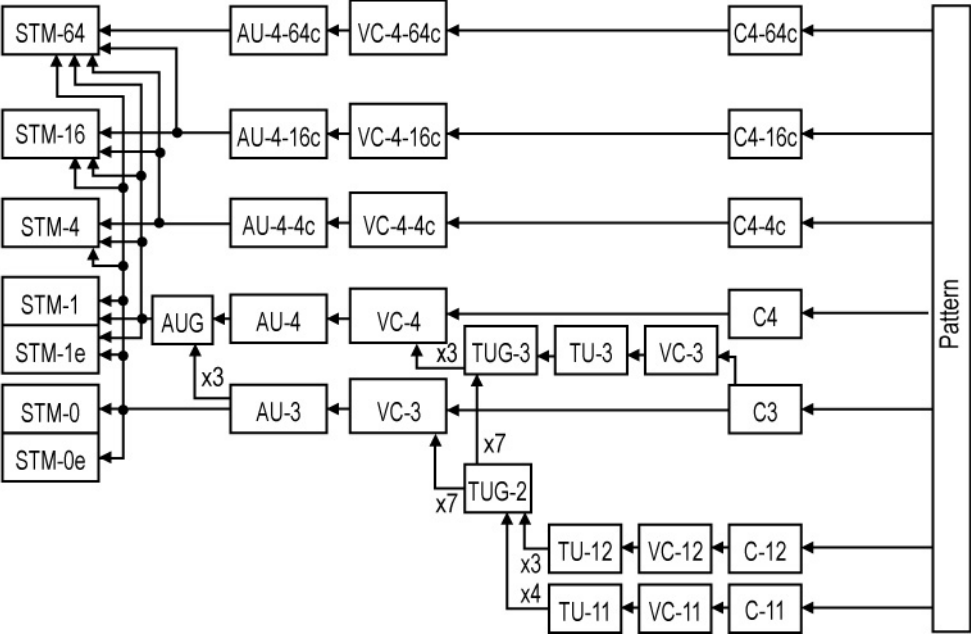 STM-64
AU-4-64c
VC-4-64c
C4-64c
STM-16
AU-4-16c
VC-4-16c
C4-16c
STM-4
AU-4-4c
VC-4-4c
C4-4c
STM-1
AUG
AU-4
VC-4
C4
STM-1e
x3
TUG-3
TU-3
VC-3
x3
STM-0
AU-3
VC-3
C3
STM-0e
x7
TUG-2
x7
TU-12
VC-12
C-12
x3
x4
TU-11
VC-11
C-11
Pattern